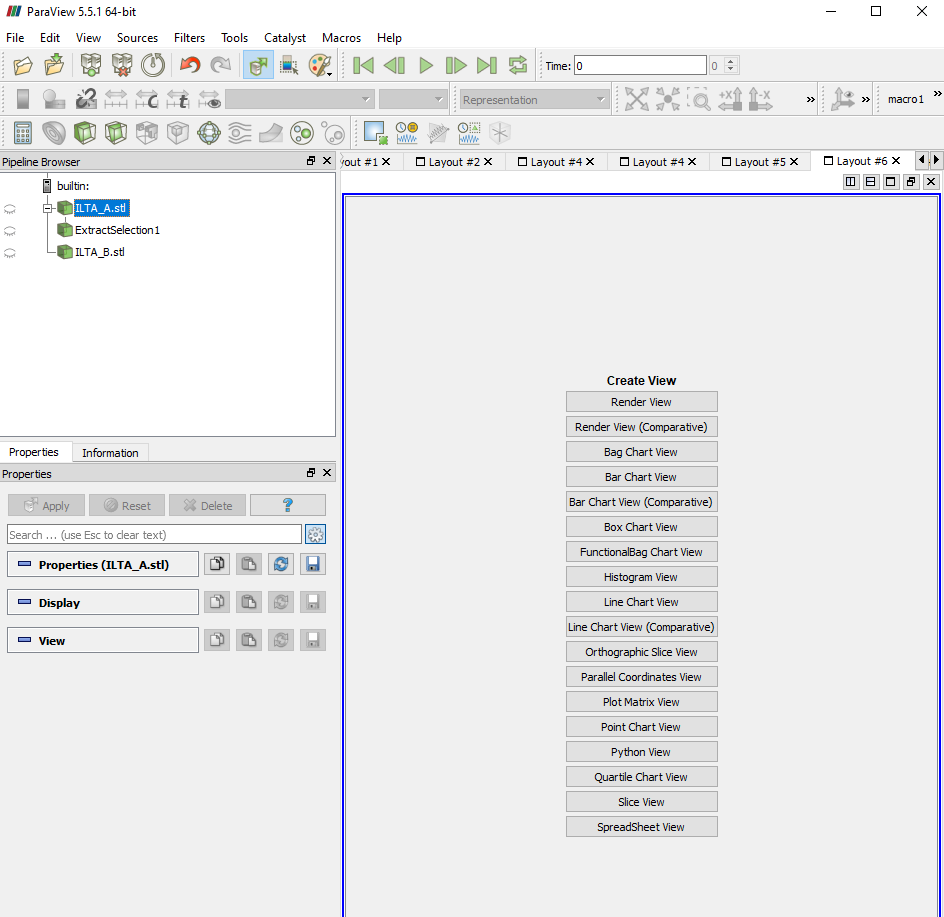 ParaView 5.5.1 64-bit
File Edit View Sources Filters Tools Catalyst Macros Help
Time: 0 0
Representation macro1
Pipeline Browser
out #1 Layout #2 Layout #4 Layout #4 Layout #5 Layout #6
builtin:
ILTA_A.stl
ExtractSelection1
ILTA_B.stl
Create View
Render View
Render View (Comparative)
Bag Chart View
Bar Chart View
Bar Chart View (Comparative)
Box Chart View
FunctionalBag Chart View
Histogram View
Line Chart View
Line Chart View (Comparative)
Orthographic Slice View
Parallel Coordinates View
Plot Matrix View
Point Chart View
Python View
Quartile Chart View
Slice View
SpreadSheet View
Properties Information
Properties
Apply Reset Delete ?
Search ... (use Esc to clear text)
Properties (ILTA_A.stl)
Display
View